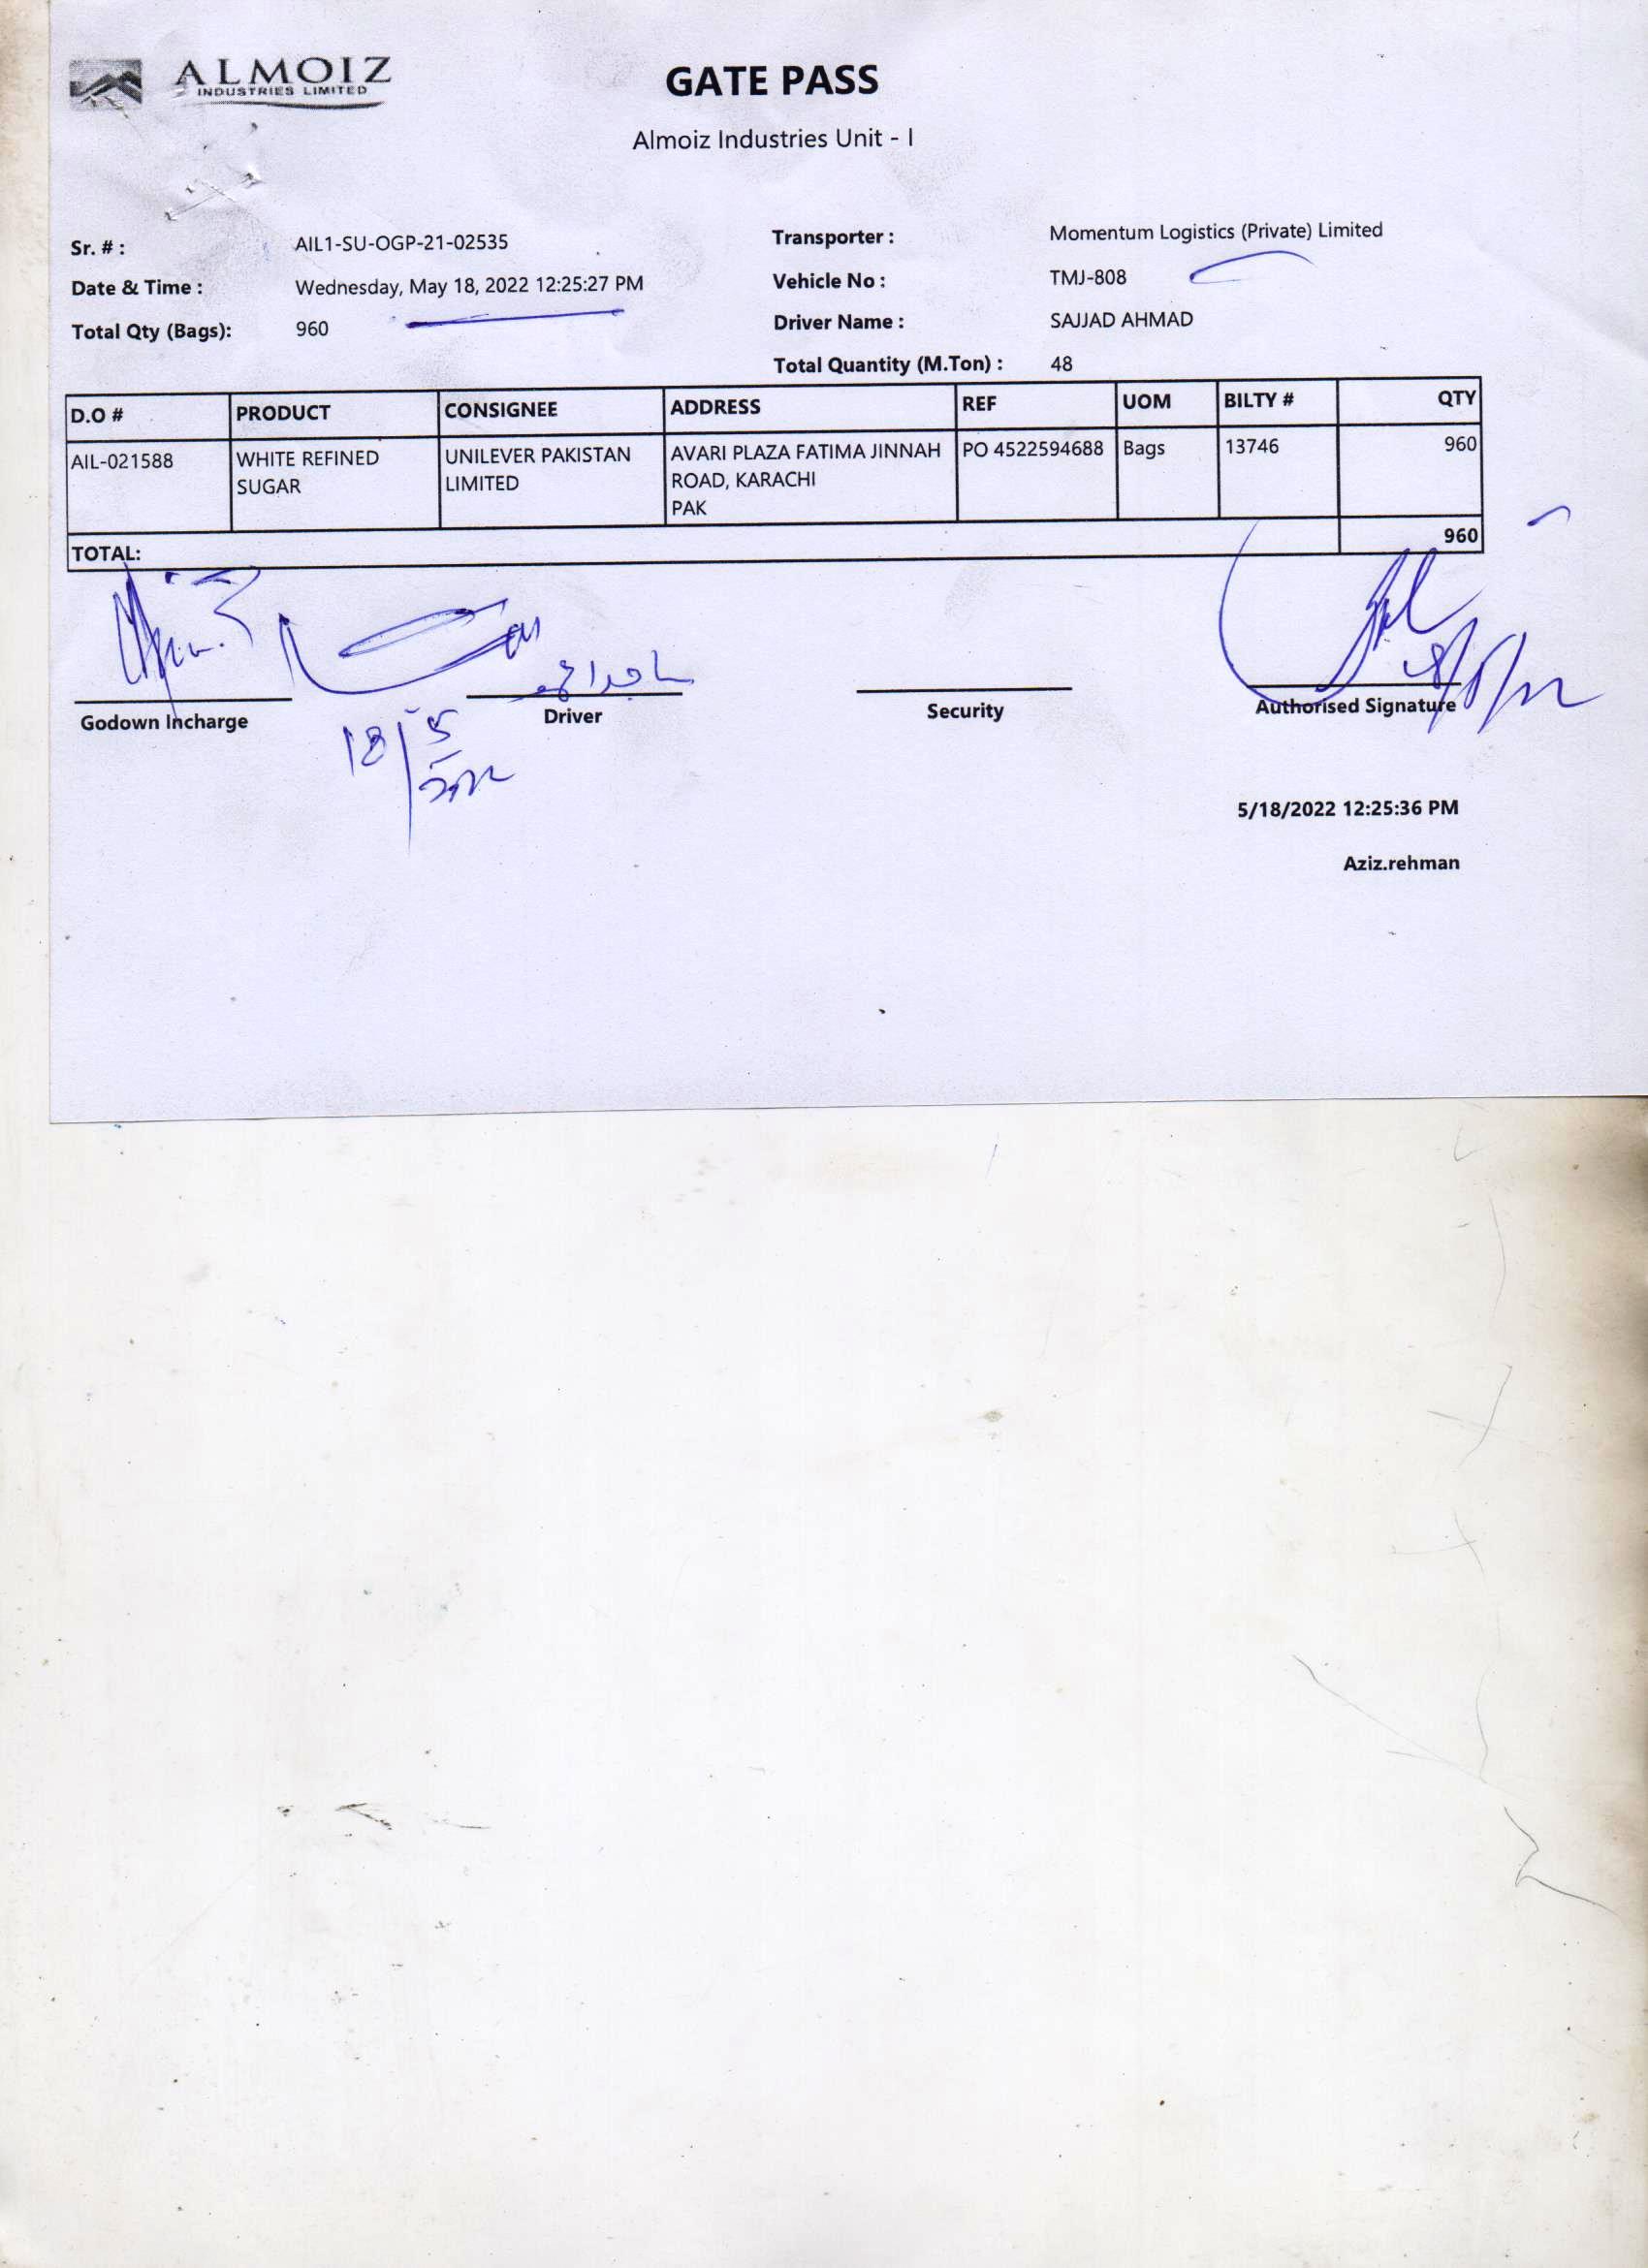 ALMOIZ
INDUSTRIES LIMITED
GATE PASS
Almoiz Industries Unit - I
Sr. # : AIL1-SU-OGP-21-02535
Transporter : Momentum Logistics (Private) Limited
Date & Time : Wednesday, May 18, 2022 12:25:27 PM
Vehicle No : TMJ-808
Total Qty (Bags): 960
Driver Name : SAJJAD AHMAD
Total Quantity (M.Ton) : 48
D.O # PRODUCT CONSIGNEE ADDRESS REF UOM BILTY # QTY
AIL-021588 WHITE REFINED UNILEVER PAKISTAN AVARI PLAZA FATIMA JINNAH PO 4522594688 Bags 13746 960
SUGAR LIMITED ROAD, KARACHI
PAK
TOTAL: 960
18/5/22
Godown Incharge Driver Security Authorised Signature
18/5
2022
5/18/2022 12:25:36 PM
Aziz.rehman